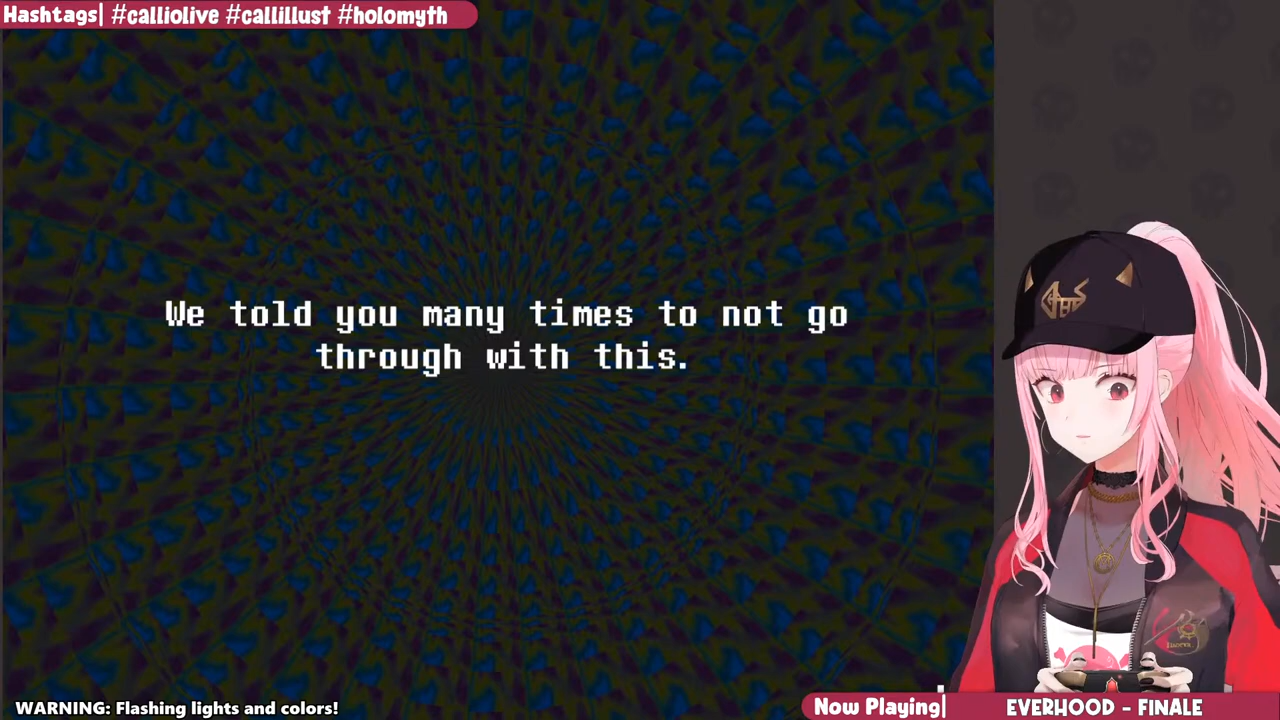 Hashtags| #calliolive #callillust #holomyth
We told you many times to not go
through with this.
WARNING: Flashing lights and colors!
Now Playing| EVERHOOD - FINALE